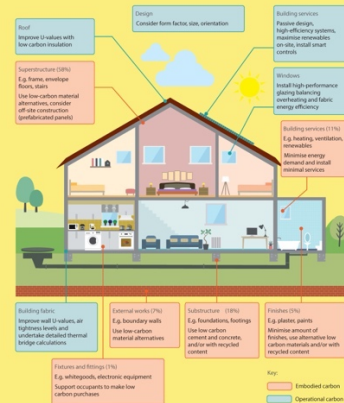 Design
Consider form factor, size, orientation
Roof
Improve U-values with
low carbon insulation
Building services
Passive design,
high-efficiency systems,
maximise renewables
on site, install smart
controls
Superstructure (58%)
E.g. frame, envelope
floors, stairs
Use low-carbon material
alternatives, consider
off-site construction
(prefabricated panels)
Windows
Install high-performance
glazing balancing
overheating and fabric
energy efficiency
Building services (11%)
E.g. heating, ventilation,
renewables
Minimise energy
demand and install
minimal services
Building fabric
Improve wall U-values, air
tightness levels and
undertake detailed thermal
bridge calculations
External works (7%)
E.g. boundary walls
Use low-carbon
material alternatives
Substructure (18%)
E.g. foundations, footings
Use low carbon
cement and concrete,
and/or with recycled
content
Finishes (5%)
E.g. plaster, paints
Minimise amount of
finishes, use alternative low
carbon materials and/or with
recycled content
Fixtures and fittings (1%)
E.g. whitegoods, electronic equipment
Support occupants to make low
carbon purchases
Key:
Embodied carbon
Operational carbon